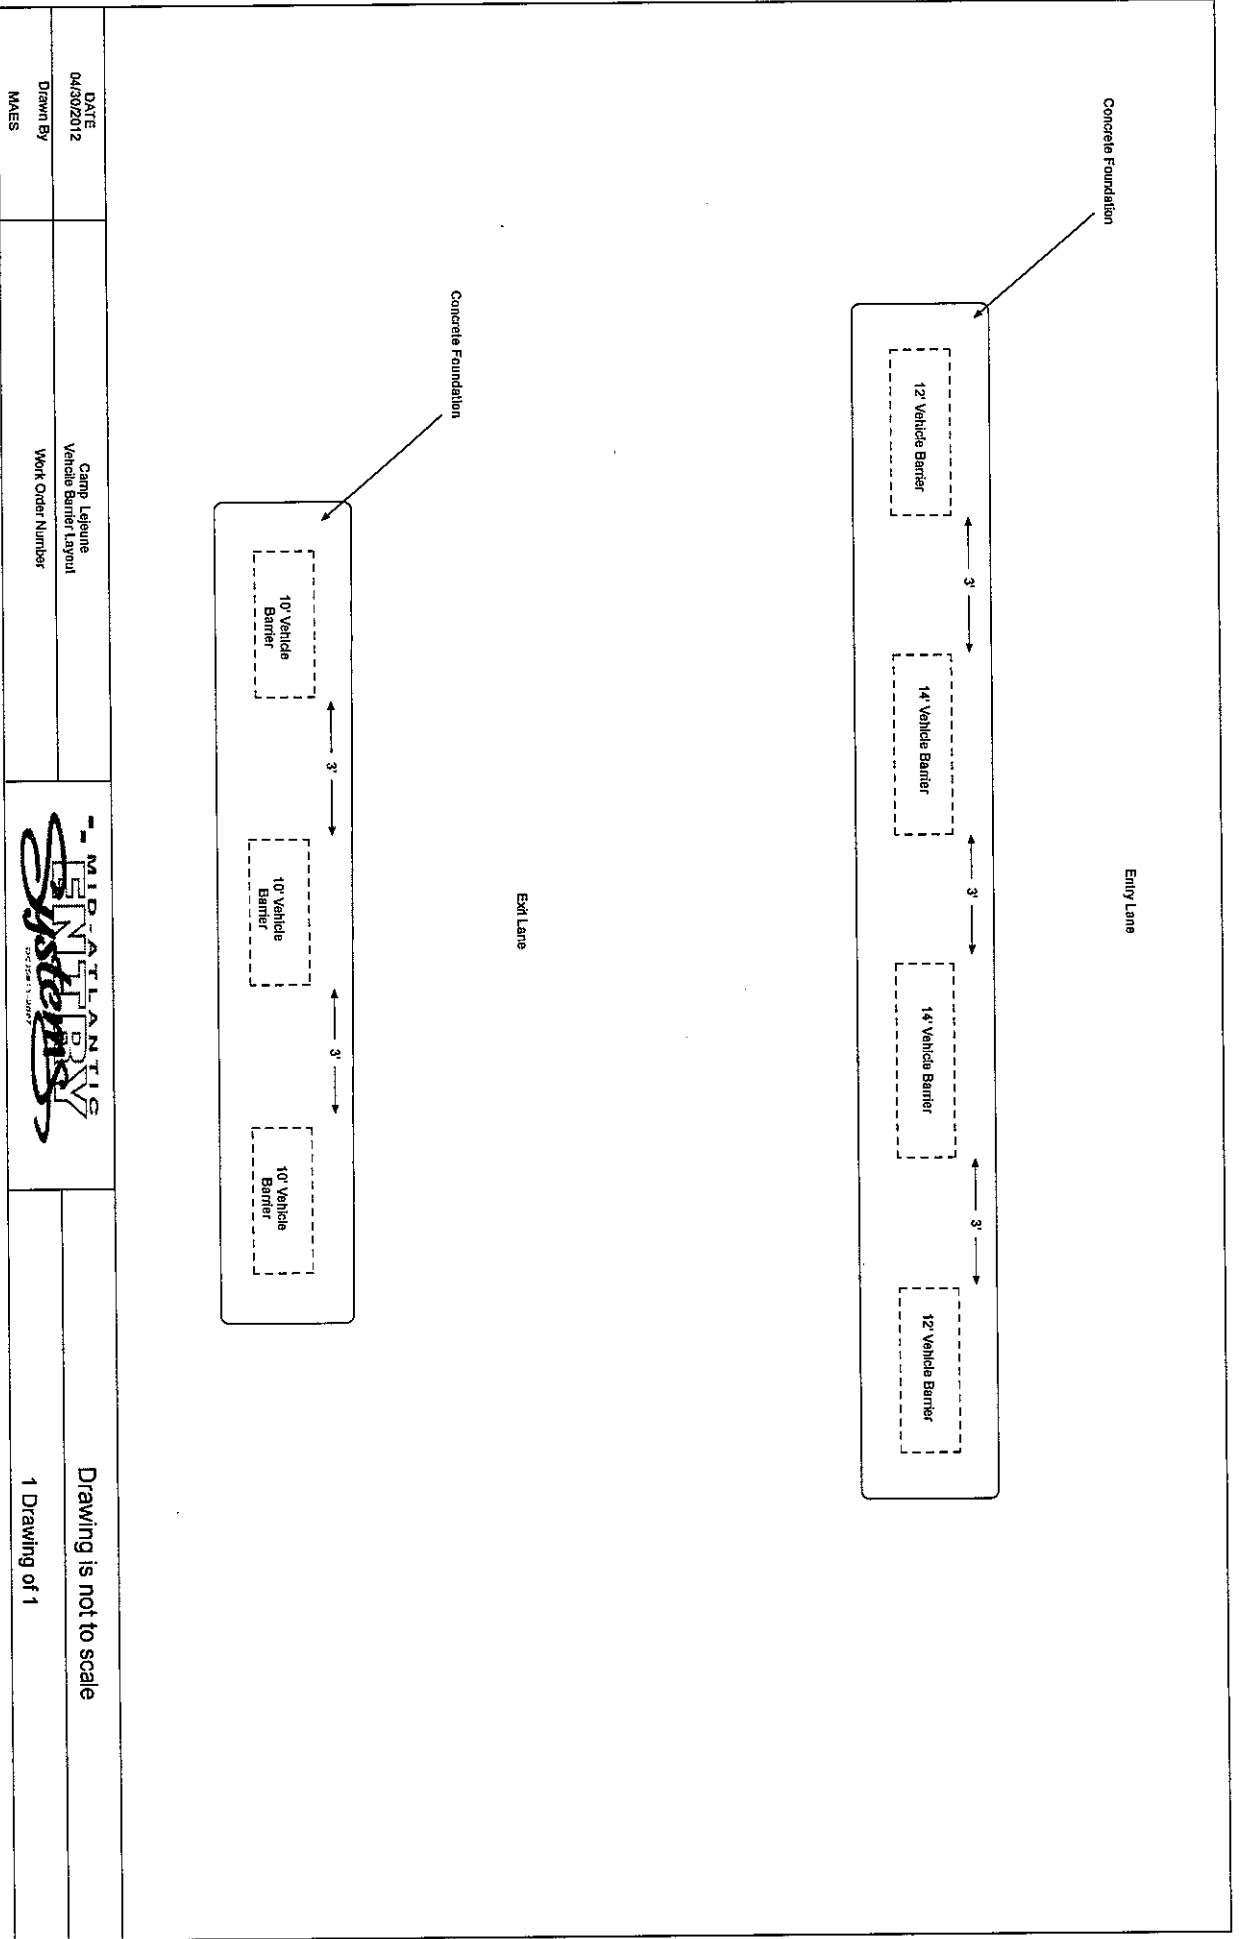 Entry Lane
Concrete Foundation
12' Vehicle Barrier
3'
14' Vehicle Barrier
3'
14' Vehicle Barrier
3'
12' Vehicle Barrier
Exit Lane
Concrete Foundation
10' Vehicle
Barrier
3'
10' Vehicle
Barrier
3'
10' Vehicle
Barrier
DATE
04/30/2012
Drawn By
MAES
Camp Lejeune
Vehcile Barrier Layout
Work Order Number
MID-ATLANTIC
ENTRY
Systems
Drawing is not to scale
1 Drawing of 1